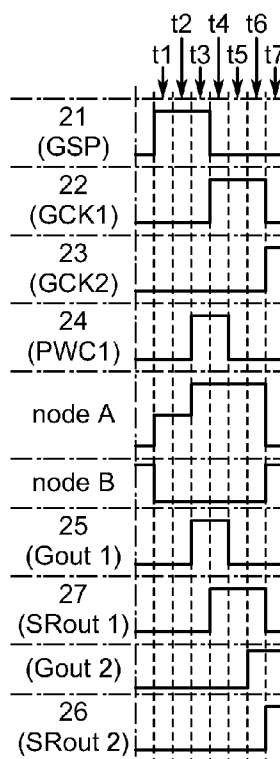 t2 t4 t6
t1 t3 t5 t7
21
(GSP)
22
(GCK1)
23
(GCK2)
24
(PWC1)
node A
node B
25
(Gout 1)
27
(SRout 1)
(Gout 2)
26
(SRout 2)